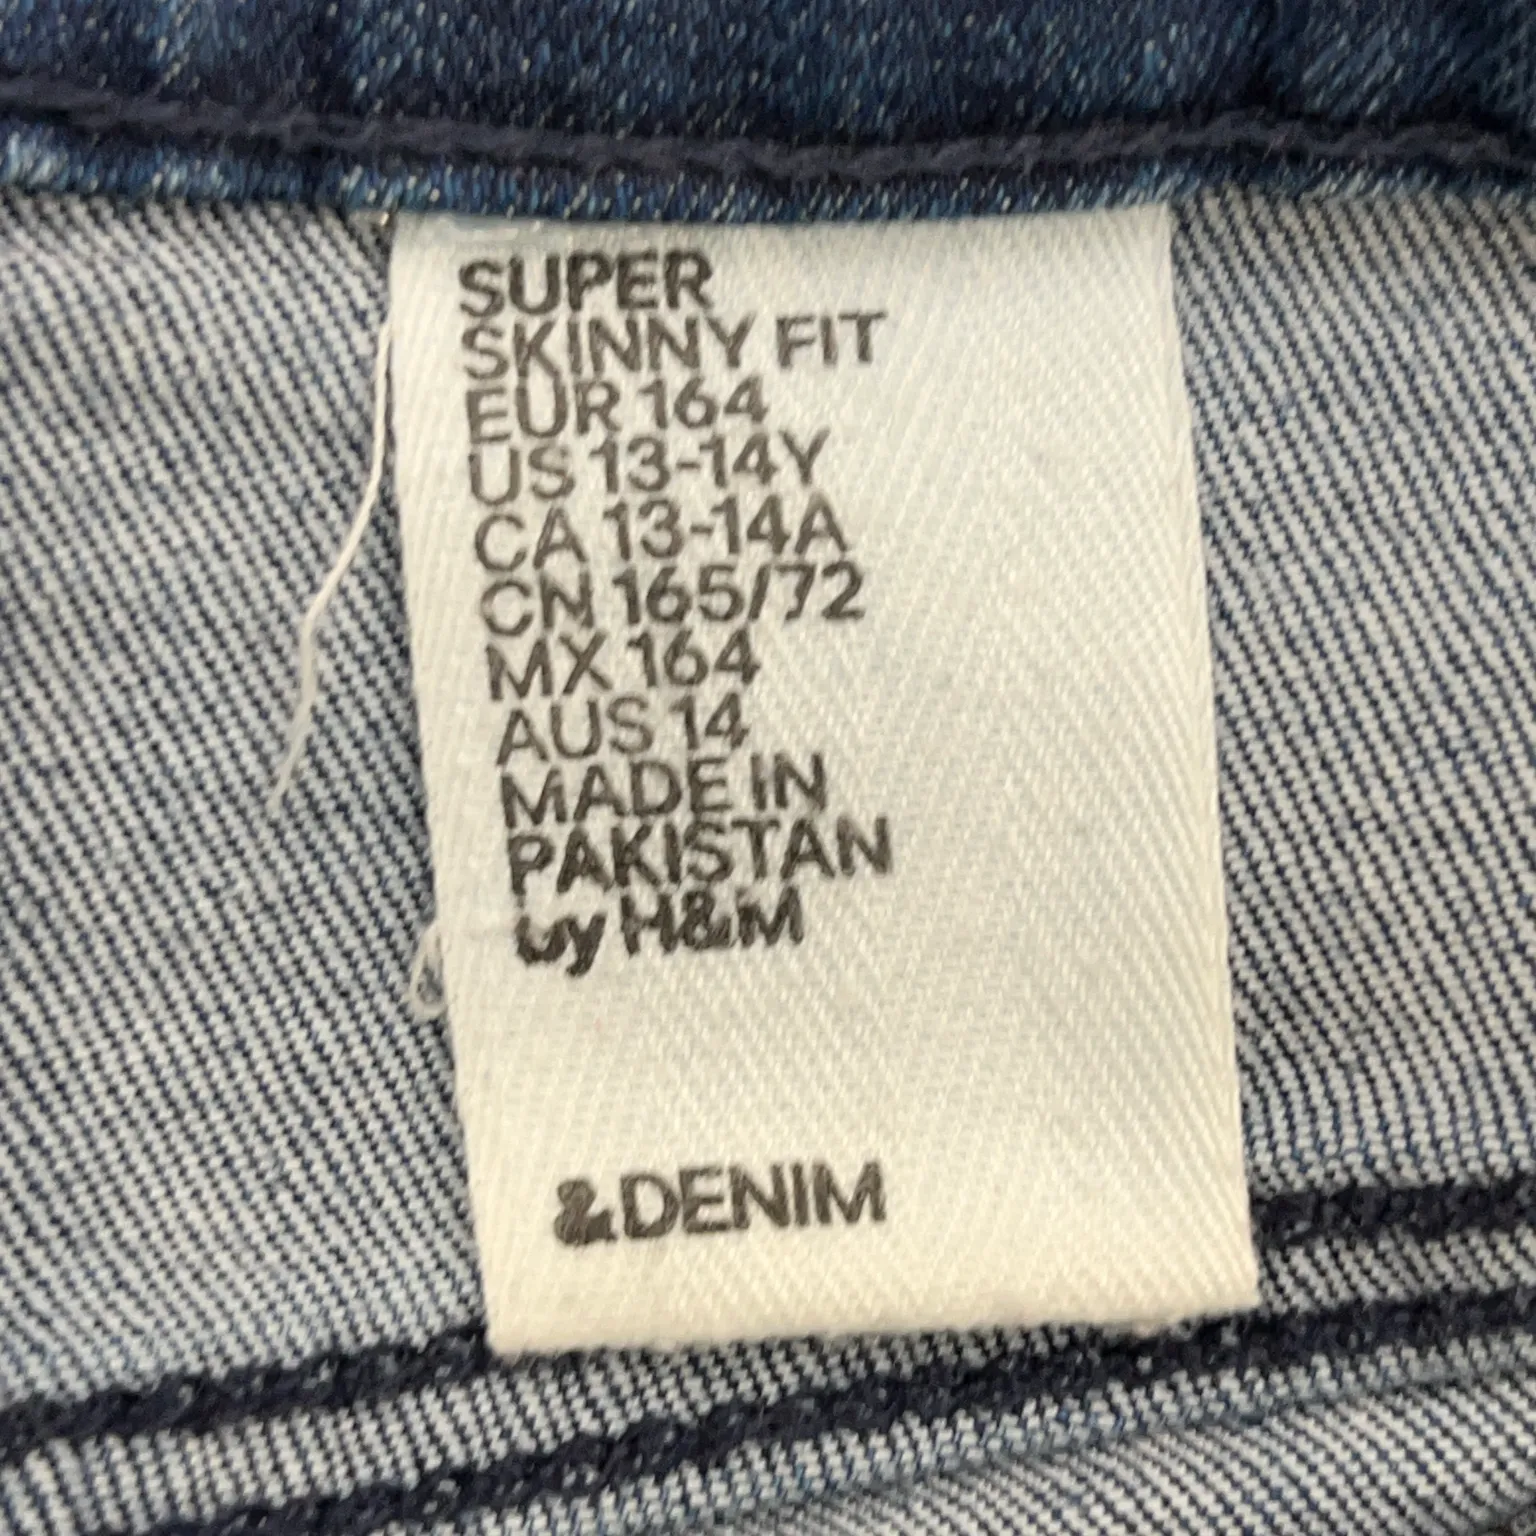 SUPER
SKINNY FIT
EUR 164
US 13-14Y
CA 13-14A
CN 165/72
MX 164
AUS 14
MADE IN
PAKISTAN
by H&M
&DENIM